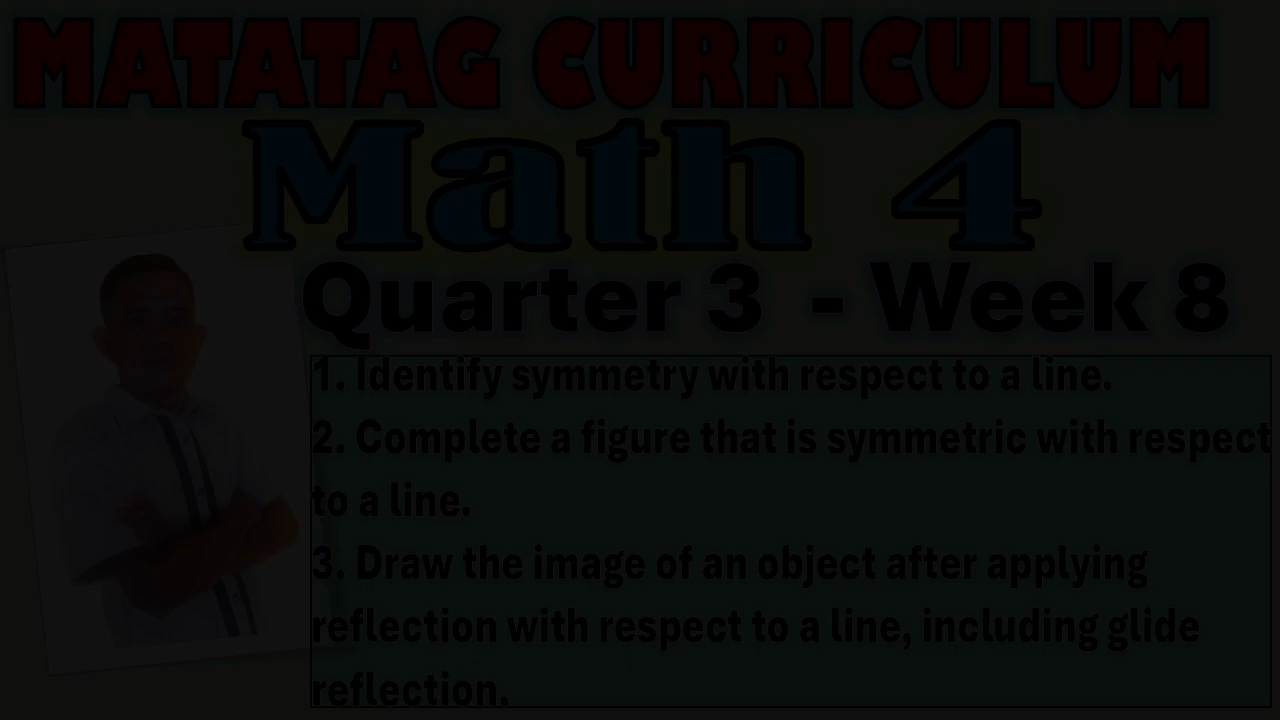 MATATAG CURRICULUM
Math 4
Quarter 3 - Week 8
1. Identify symmetry with respect to a line.
2. Complete a figure that is symmetric with respect
to a line.
3. Draw the image of an object after applying
reflection with respect to a line, including glide
reflection.